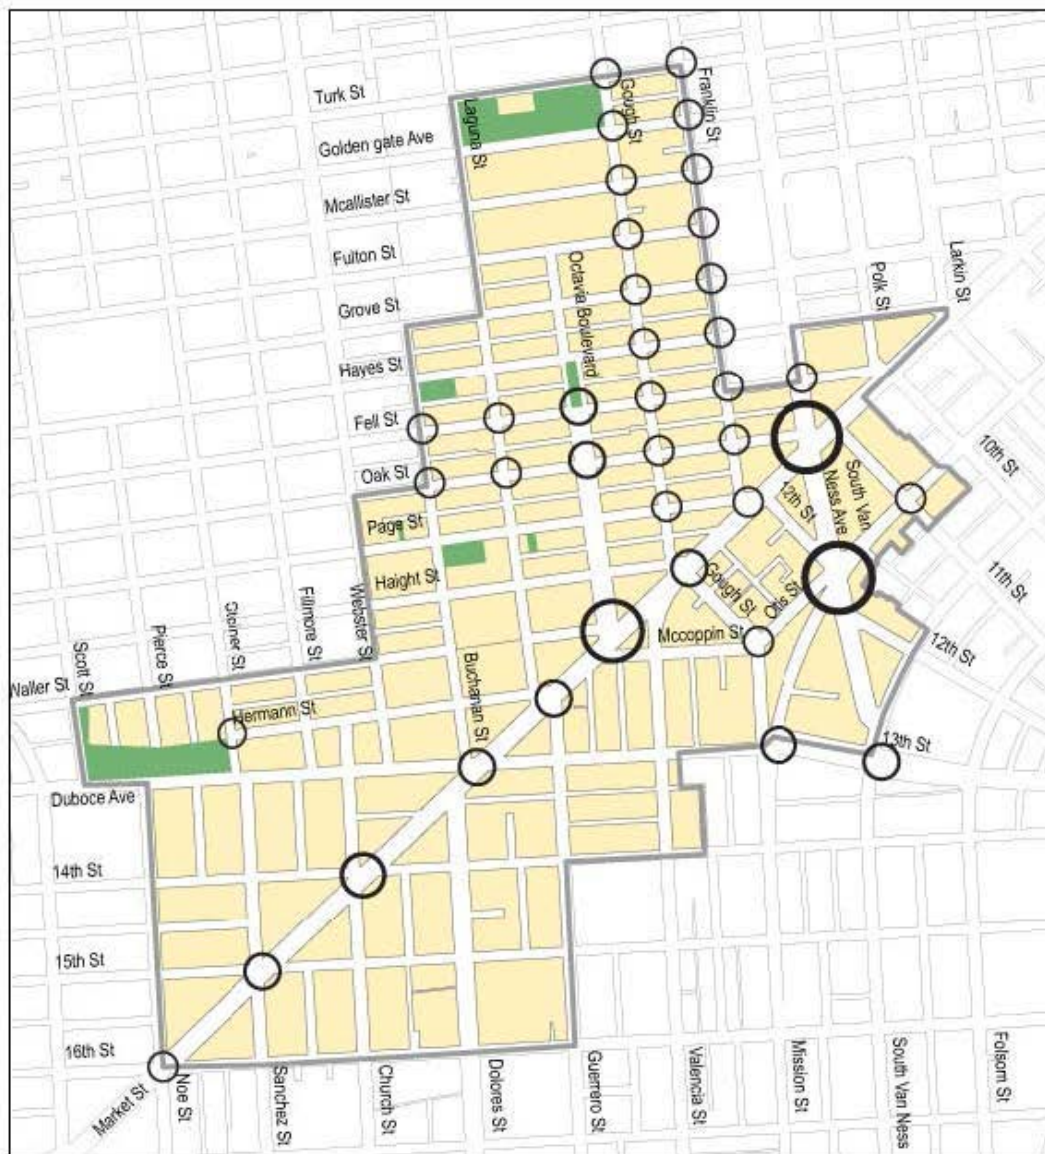 Turk St
Golden gate Ave
Mcallister St
Fulton St
Grove St
Hayes St
Fell St
Oak St
Page St
Haight St
Laguna St
Gough St
Franklin St
Octavia Boulevard
Larkin St
Polk St
10th St
11th St
12th St
12th St
South Van
Ness Ave
Gough St
Otis St
Mccoppin St
13th St
Webster St
Fillmore St
Steiner St
Pierce St
Scott St
Waller St
Hermann St
Buchanan St
Duboce Ave
14th St
15th St
16th St
Market St
Noe St
Sanchez St
Church St
Dolores St
Guerrero St
Valencia St
Mission St
South Van Ness
Folsom St